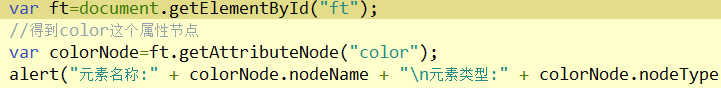 var ft=document.getElementById("ft");
//得到color这个属性节点
var colorNode=ft.getAttributeNode("color");
alert("元素名称:" + colorNode.nodeName + "\n元素类型:" + colorNode.nodeType